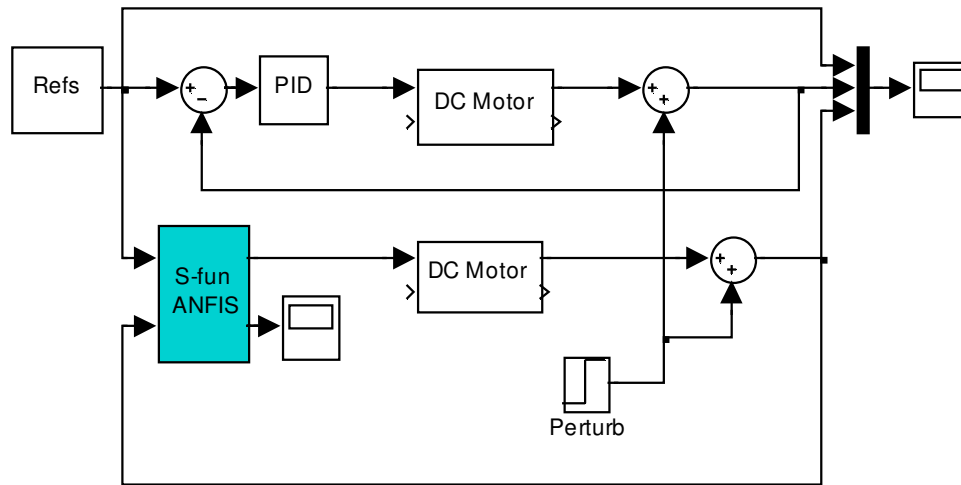 Refs
PID
DC Motor
S-fun
ANFIS
DC Motor
Perturb